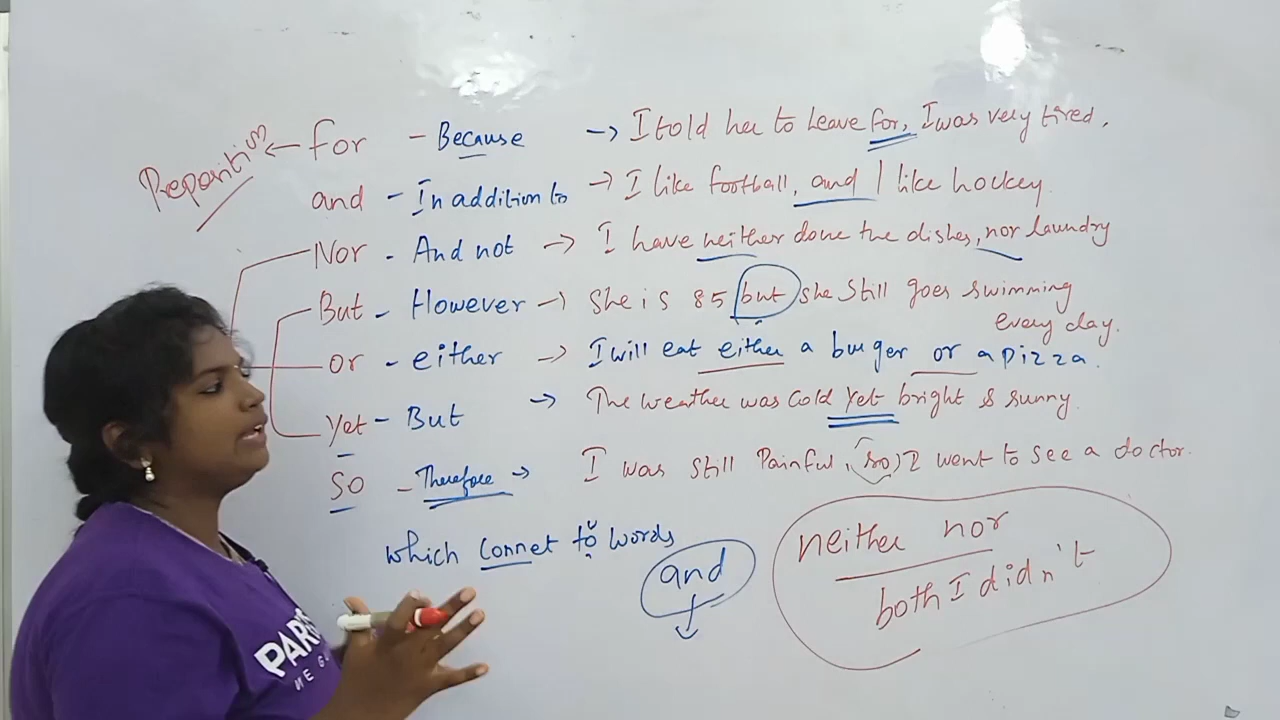 Preposition ← for - Because → I told her to leave for, I was very tired.
and - In addition to → I like football, and I like hockey.
Nor - And not → I have neither done the dishes, nor laundry
But - However → She is 85 but she still goes swimming
every day.
or - either → I will eat either a burger or a pizza.
Yet - But → The weather was cold yet bright & sunny.
So - Therefore → I was still Painful, (so) I went to see a doctor.
which connet to words
and
neither nor
both I didn't
PARIS
ME G